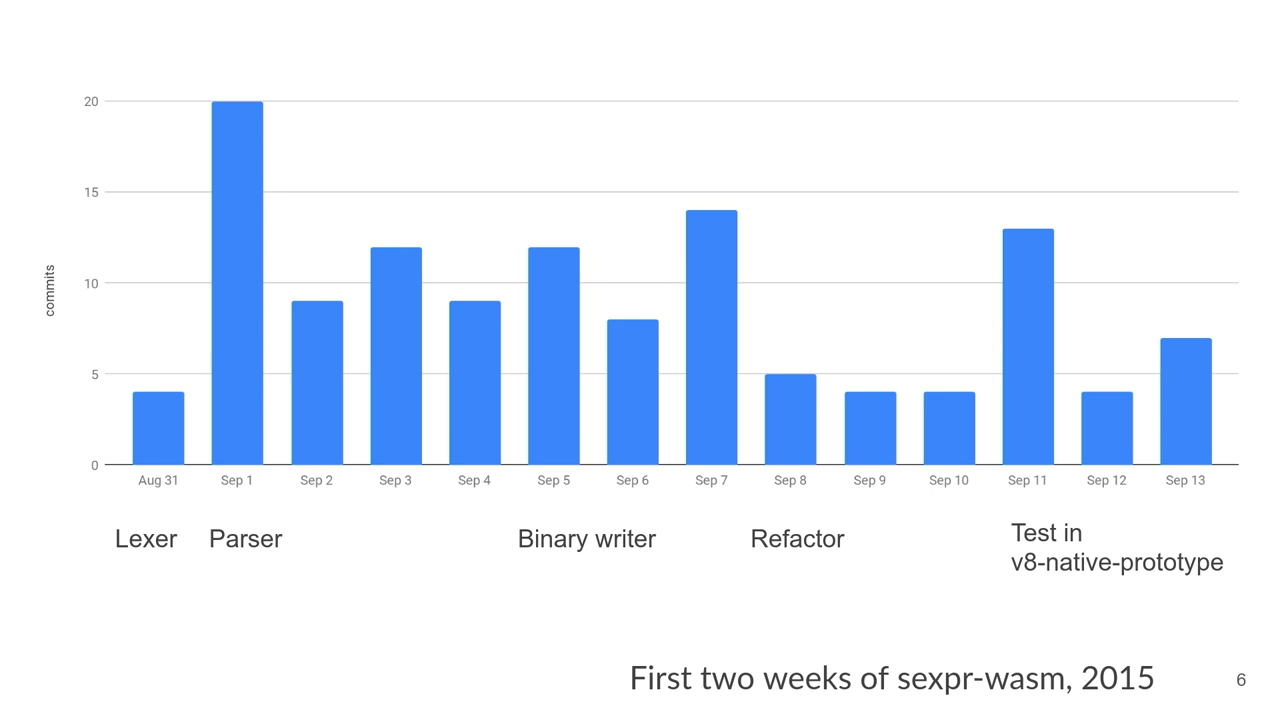 20
15
10
5
0
commits
Aug 31 Sep 1 Sep 2 Sep 3 Sep 4 Sep 5 Sep 6 Sep 7 Sep 8 Sep 9 Sep 10 Sep 11 Sep 12 Sep 13
Lexer Parser Binary writer Refactor Test in
v8-native-prototype
First two weeks of sexpr-wasm, 2015 6